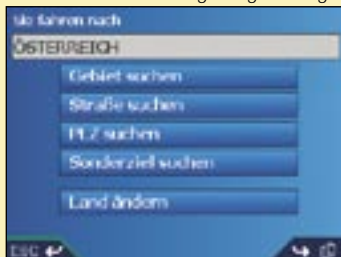 Sie fahren nach
ÖSTERREICH
Gebiet suchen
Straße suchen
PLZ suchen
Sonderziel suchen
Land ändern
ESC